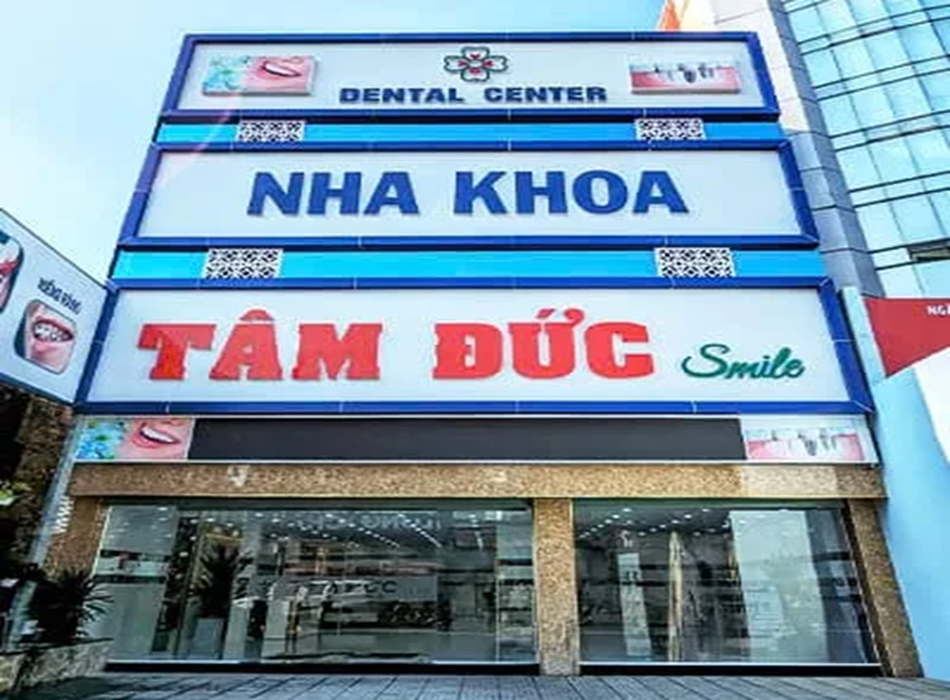 DENTAL CENTER
NHA KHOA
TÂM ĐỨC Smile